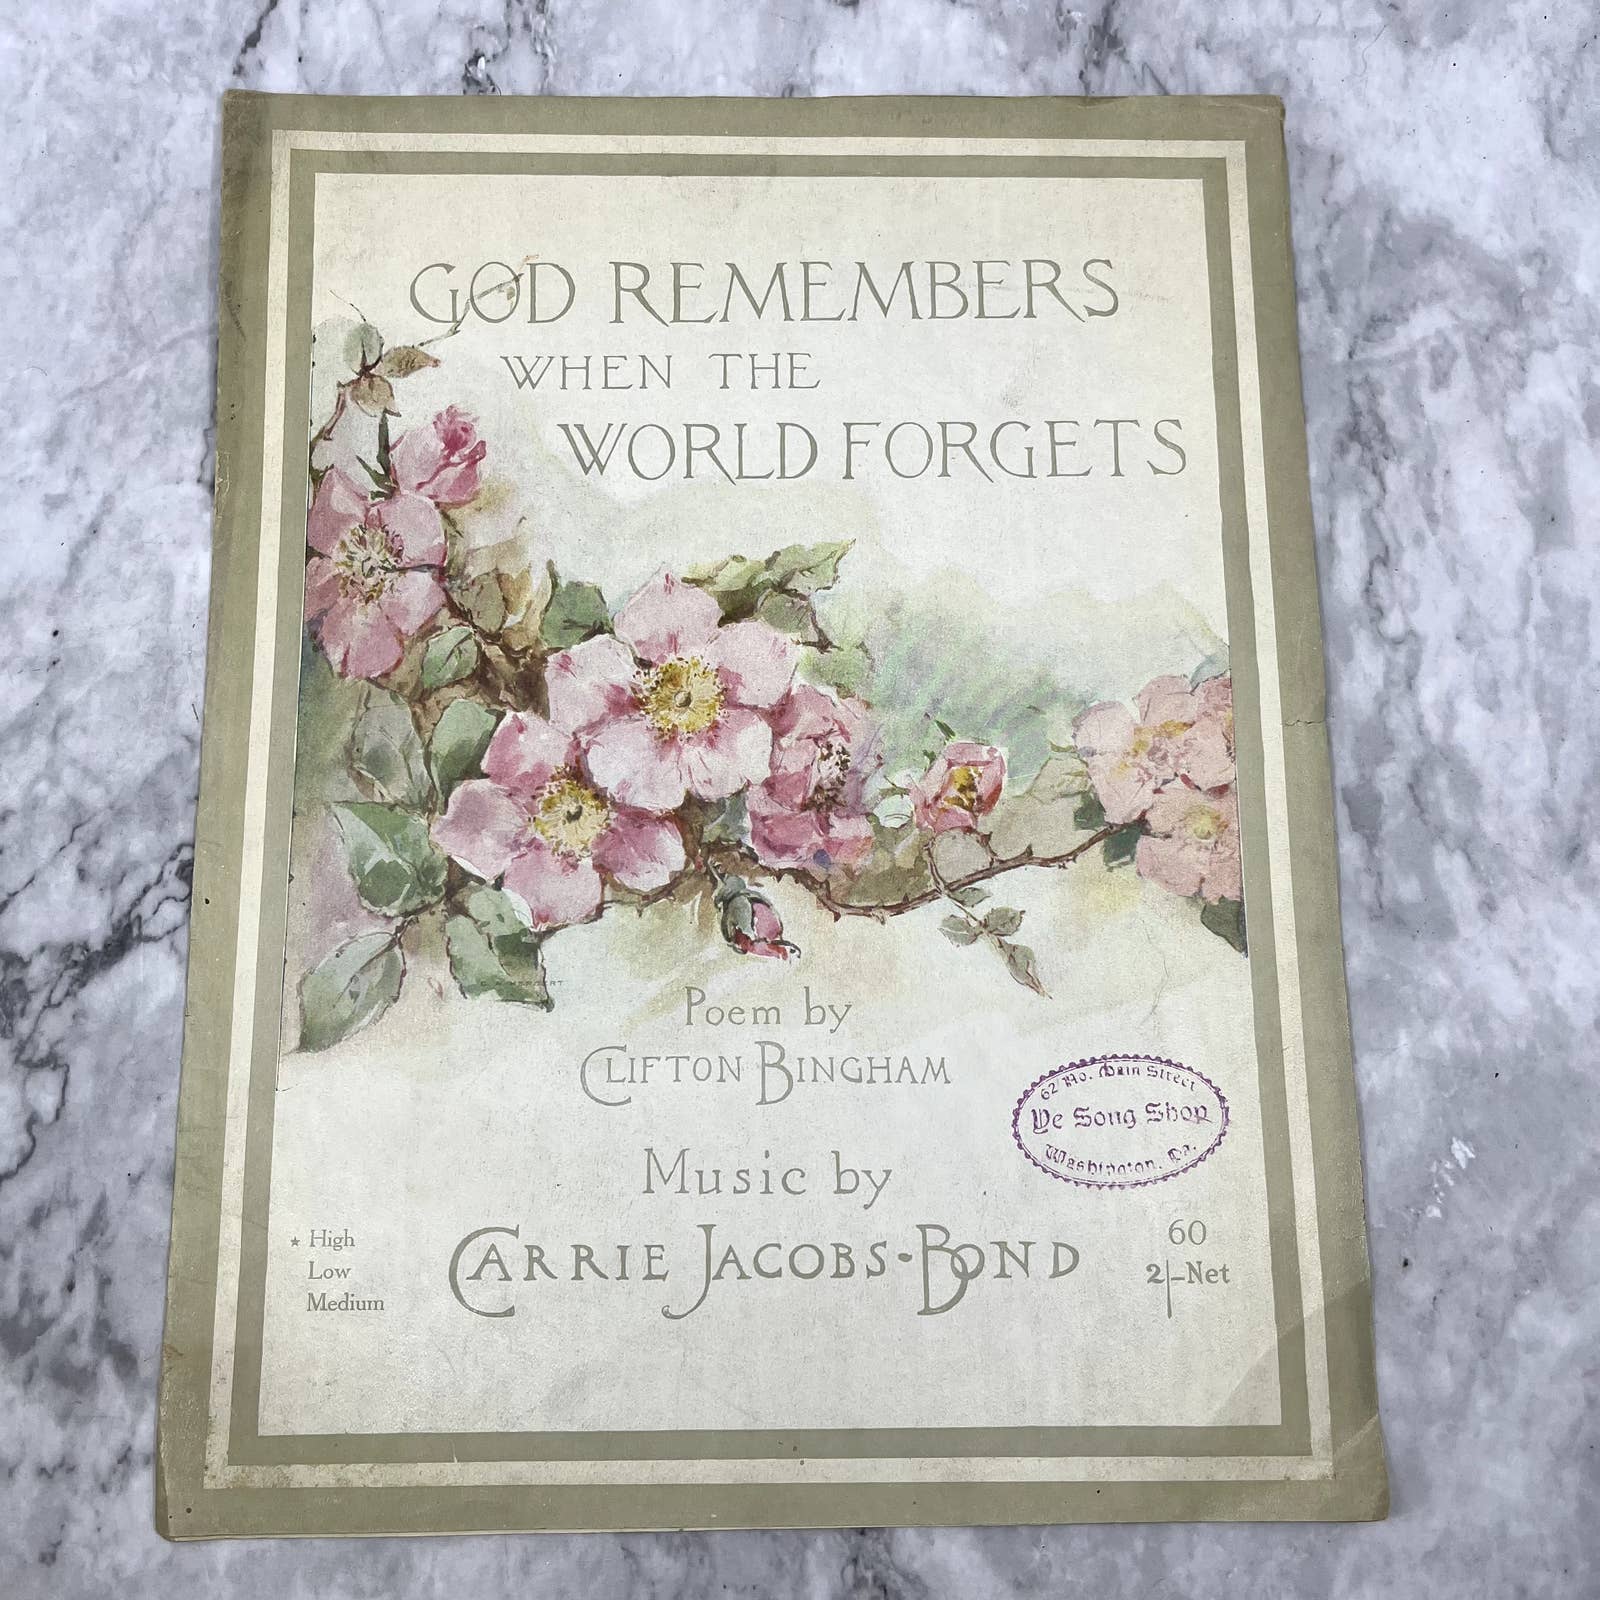 GOD REMEMBERS
WHEN THE
WORLD FORGETS
Poem by
CLIFTON BINGHAM
62 No. Main Street
Ye Song Shop
Washington, Pa.
Music by
CARRIE JACOBS-BOND
★ High
Low
Medium
60
2/-Net